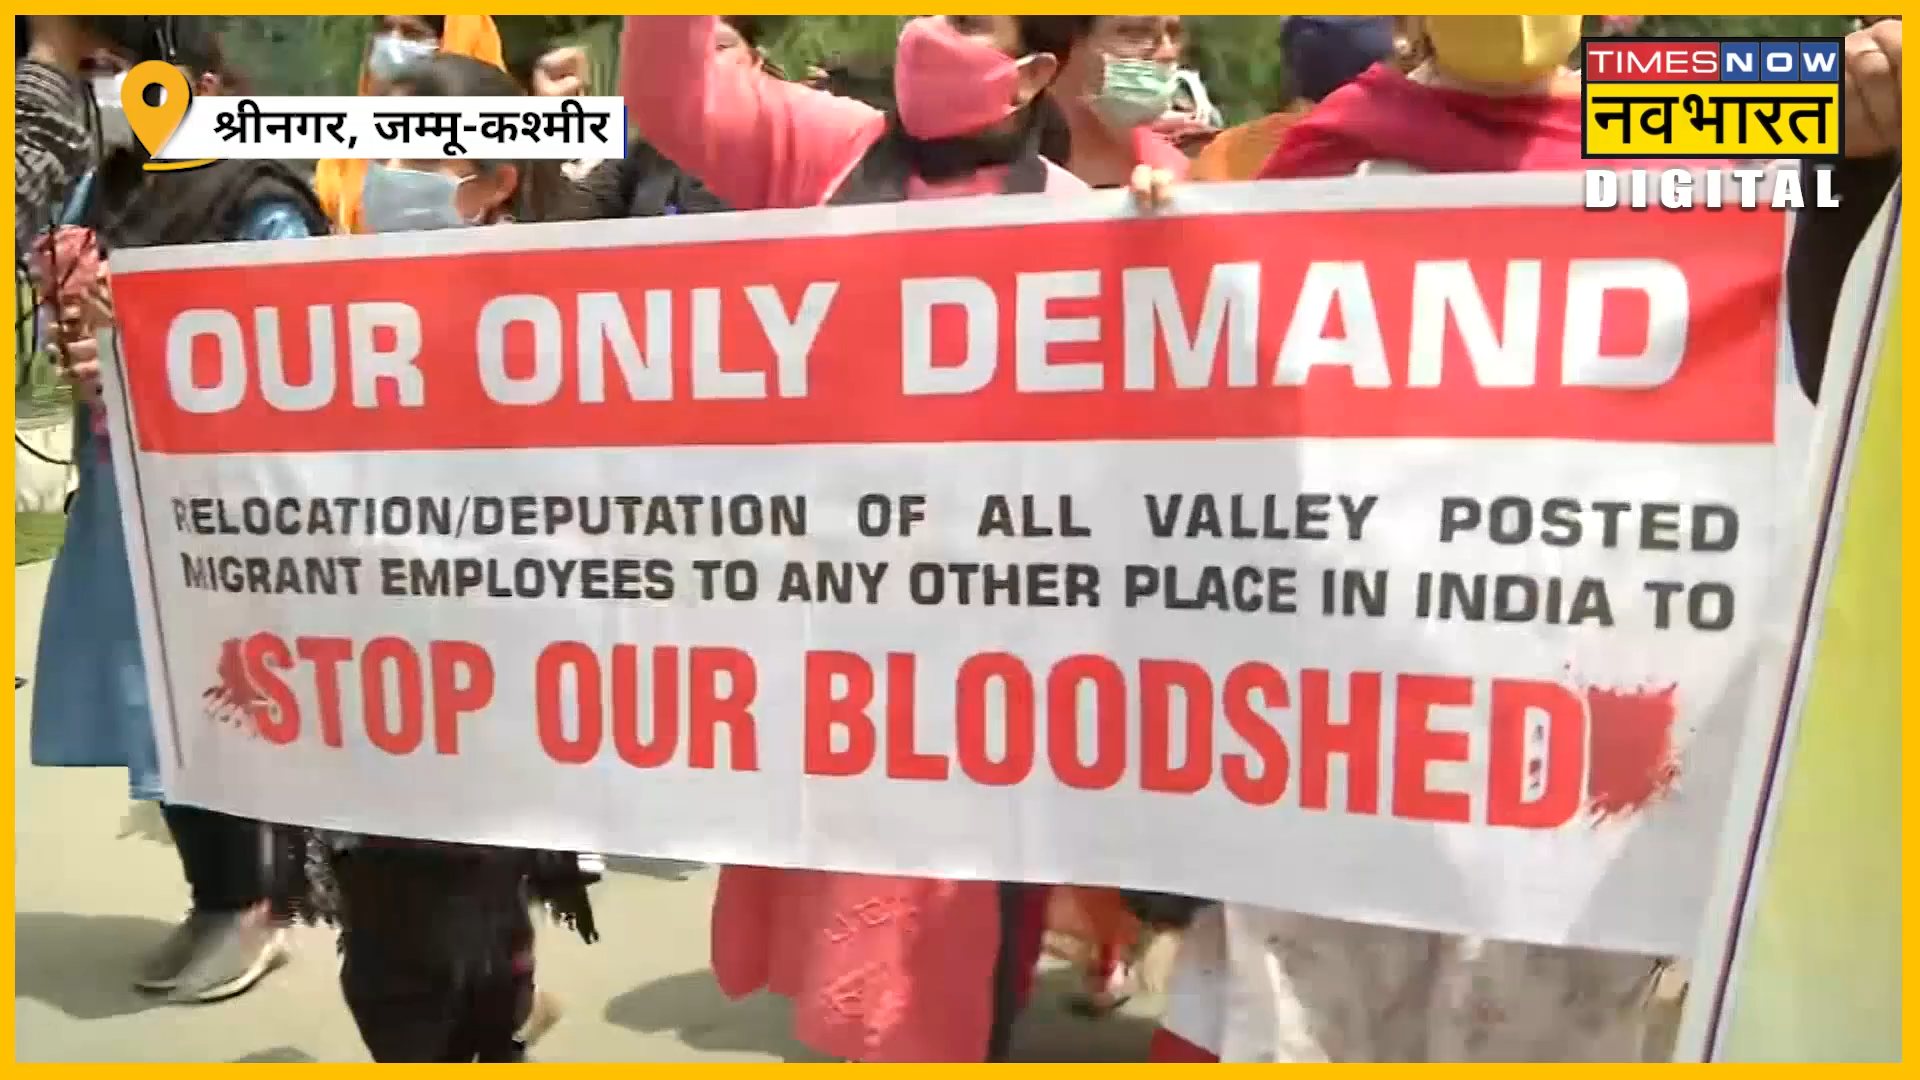 श्रीनगर, जम्मू-कश्मीर
TIMES NOW
नवभारत
DIGITAL
OUR ONLY DEMAND
RELOCATION/DEPUTATION OF ALL VALLEY POSTED
MIGRANT EMPLOYEES TO ANY OTHER PLACE IN INDIA TO
STOP OUR BLOODSHED